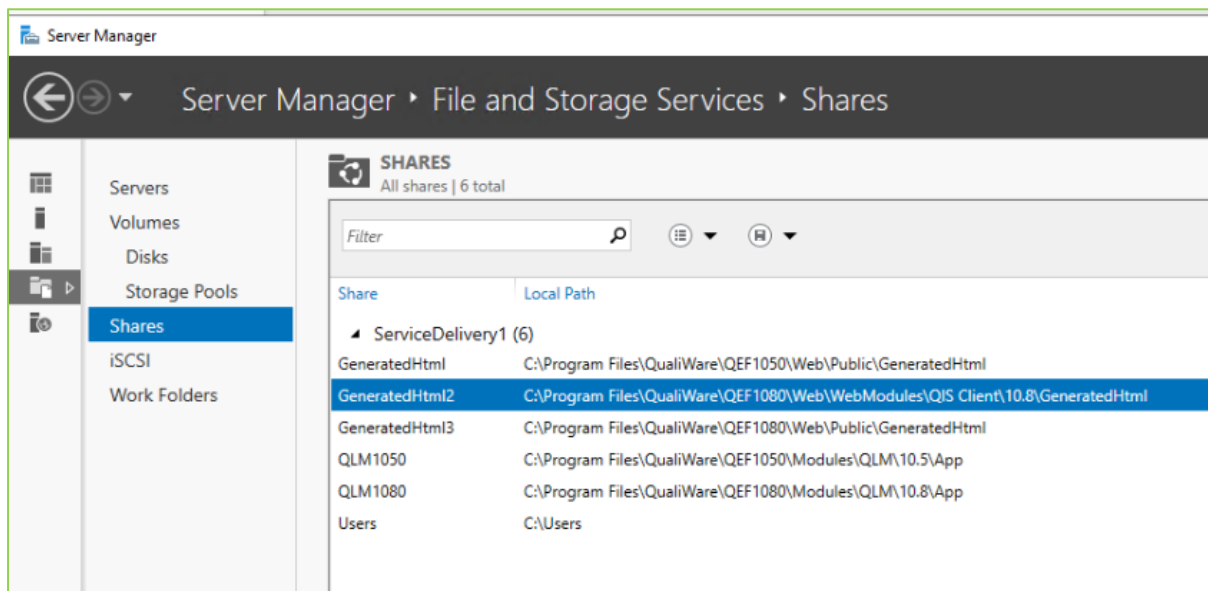 Server Manager
Server Manager ‣ File and Storage Services ‣ Shares
Servers
Volumes
Disks
Storage Pools
Shares
iSCSI
Work Folders
SHARES
All shares | 6 total
Filter
Share Local Path
ServiceDelivery1 (6)
GeneratedHtml C:\Program Files\QualiWare\QEF1050\Web\Public\GeneratedHtml
GeneratedHtml2 C:\Program Files\QualiWare\QEF1080\Web\WebModules\QIS Client\10.8\GeneratedHtml
GeneratedHtml3 C:\Program Files\QualiWare\QEF1080\Web\Public\GeneratedHtml
QLM1050 C:\Program Files\QualiWare\QEF1050\Modules\QLM\10.5\App
QLM1080 C:\Program Files\QualiWare\QEF1080\Modules\QLM\10.8\App
Users C:\Users